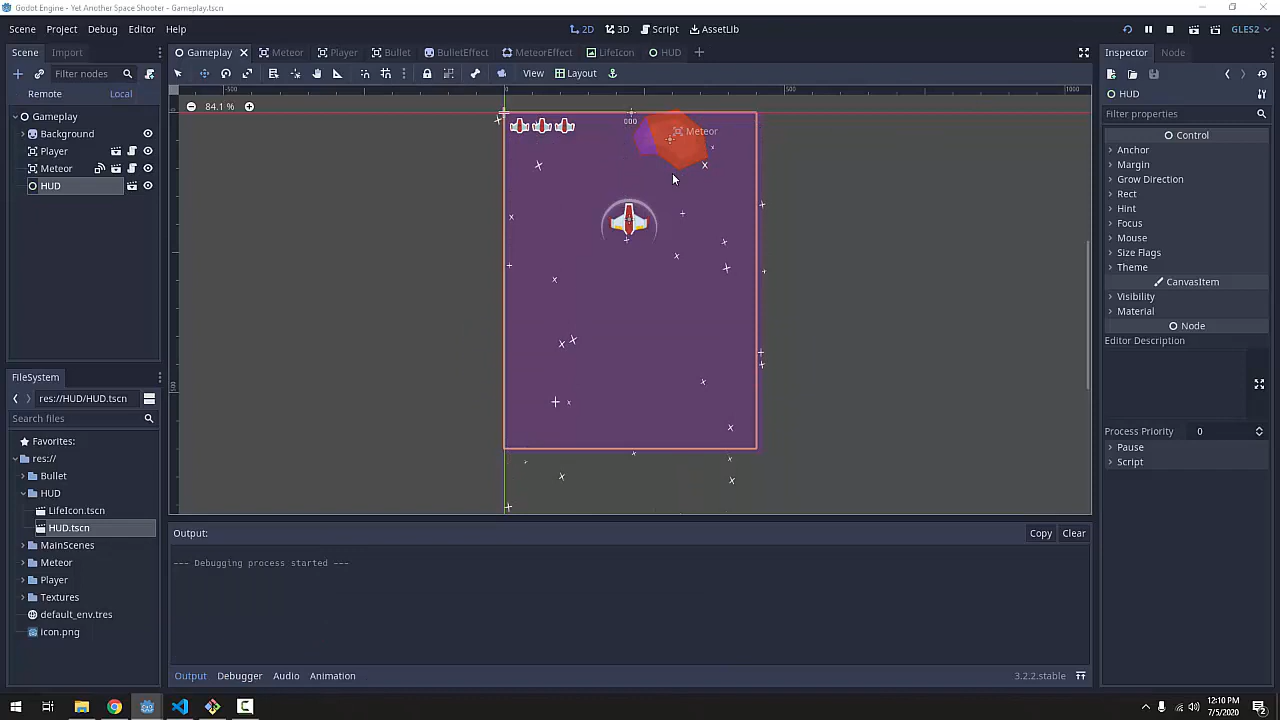 Godot Engine - Yet Another Space Shooter - Gameplay.tscn
Scene Project Debug Editor Help
2D 3D Script AssetLib
GLES2
Scene Import
Gameplay Meteor Player Bullet BulletEffect MeteorEffect LifeIcon HUD
Inspector Node
Filter nodes
View Layout
Remote Local
HUD
84.1 %
-500 0 500 1000
Filter properties
Gameplay
Background
Player
Meteor
HUD
Meteor
Control
Anchor
Margin
Grow Direction
Rect
Hint
Focus
Mouse
Size Flags
Theme
CanvasItem
Visibility
Material
Node
Editor Description
Process Priority 0
Pause
Script
FileSystem
res://HUD/HUD.tscn
Search files
Favorites:
res://
Bullet
HUD
LifeIcon.tscn
HUD.tscn
MainScenes
Meteor
Player
Textures
default_env.tres
icon.png
500
Output:
Copy Clear
--- Debugging process started ---
Output Debugger Audio Animation
3.2.2.stable
12:10 PM
7/5/2020
2